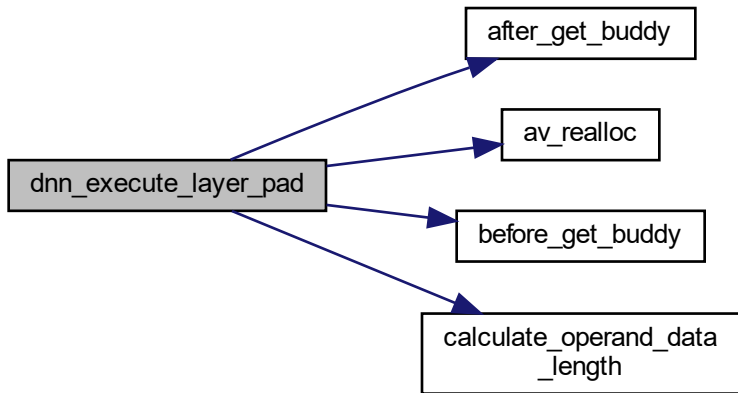 after_get_buddy
av_realloc
dnn_execute_layer_pad
before_get_buddy
calculate_operand_data
_length